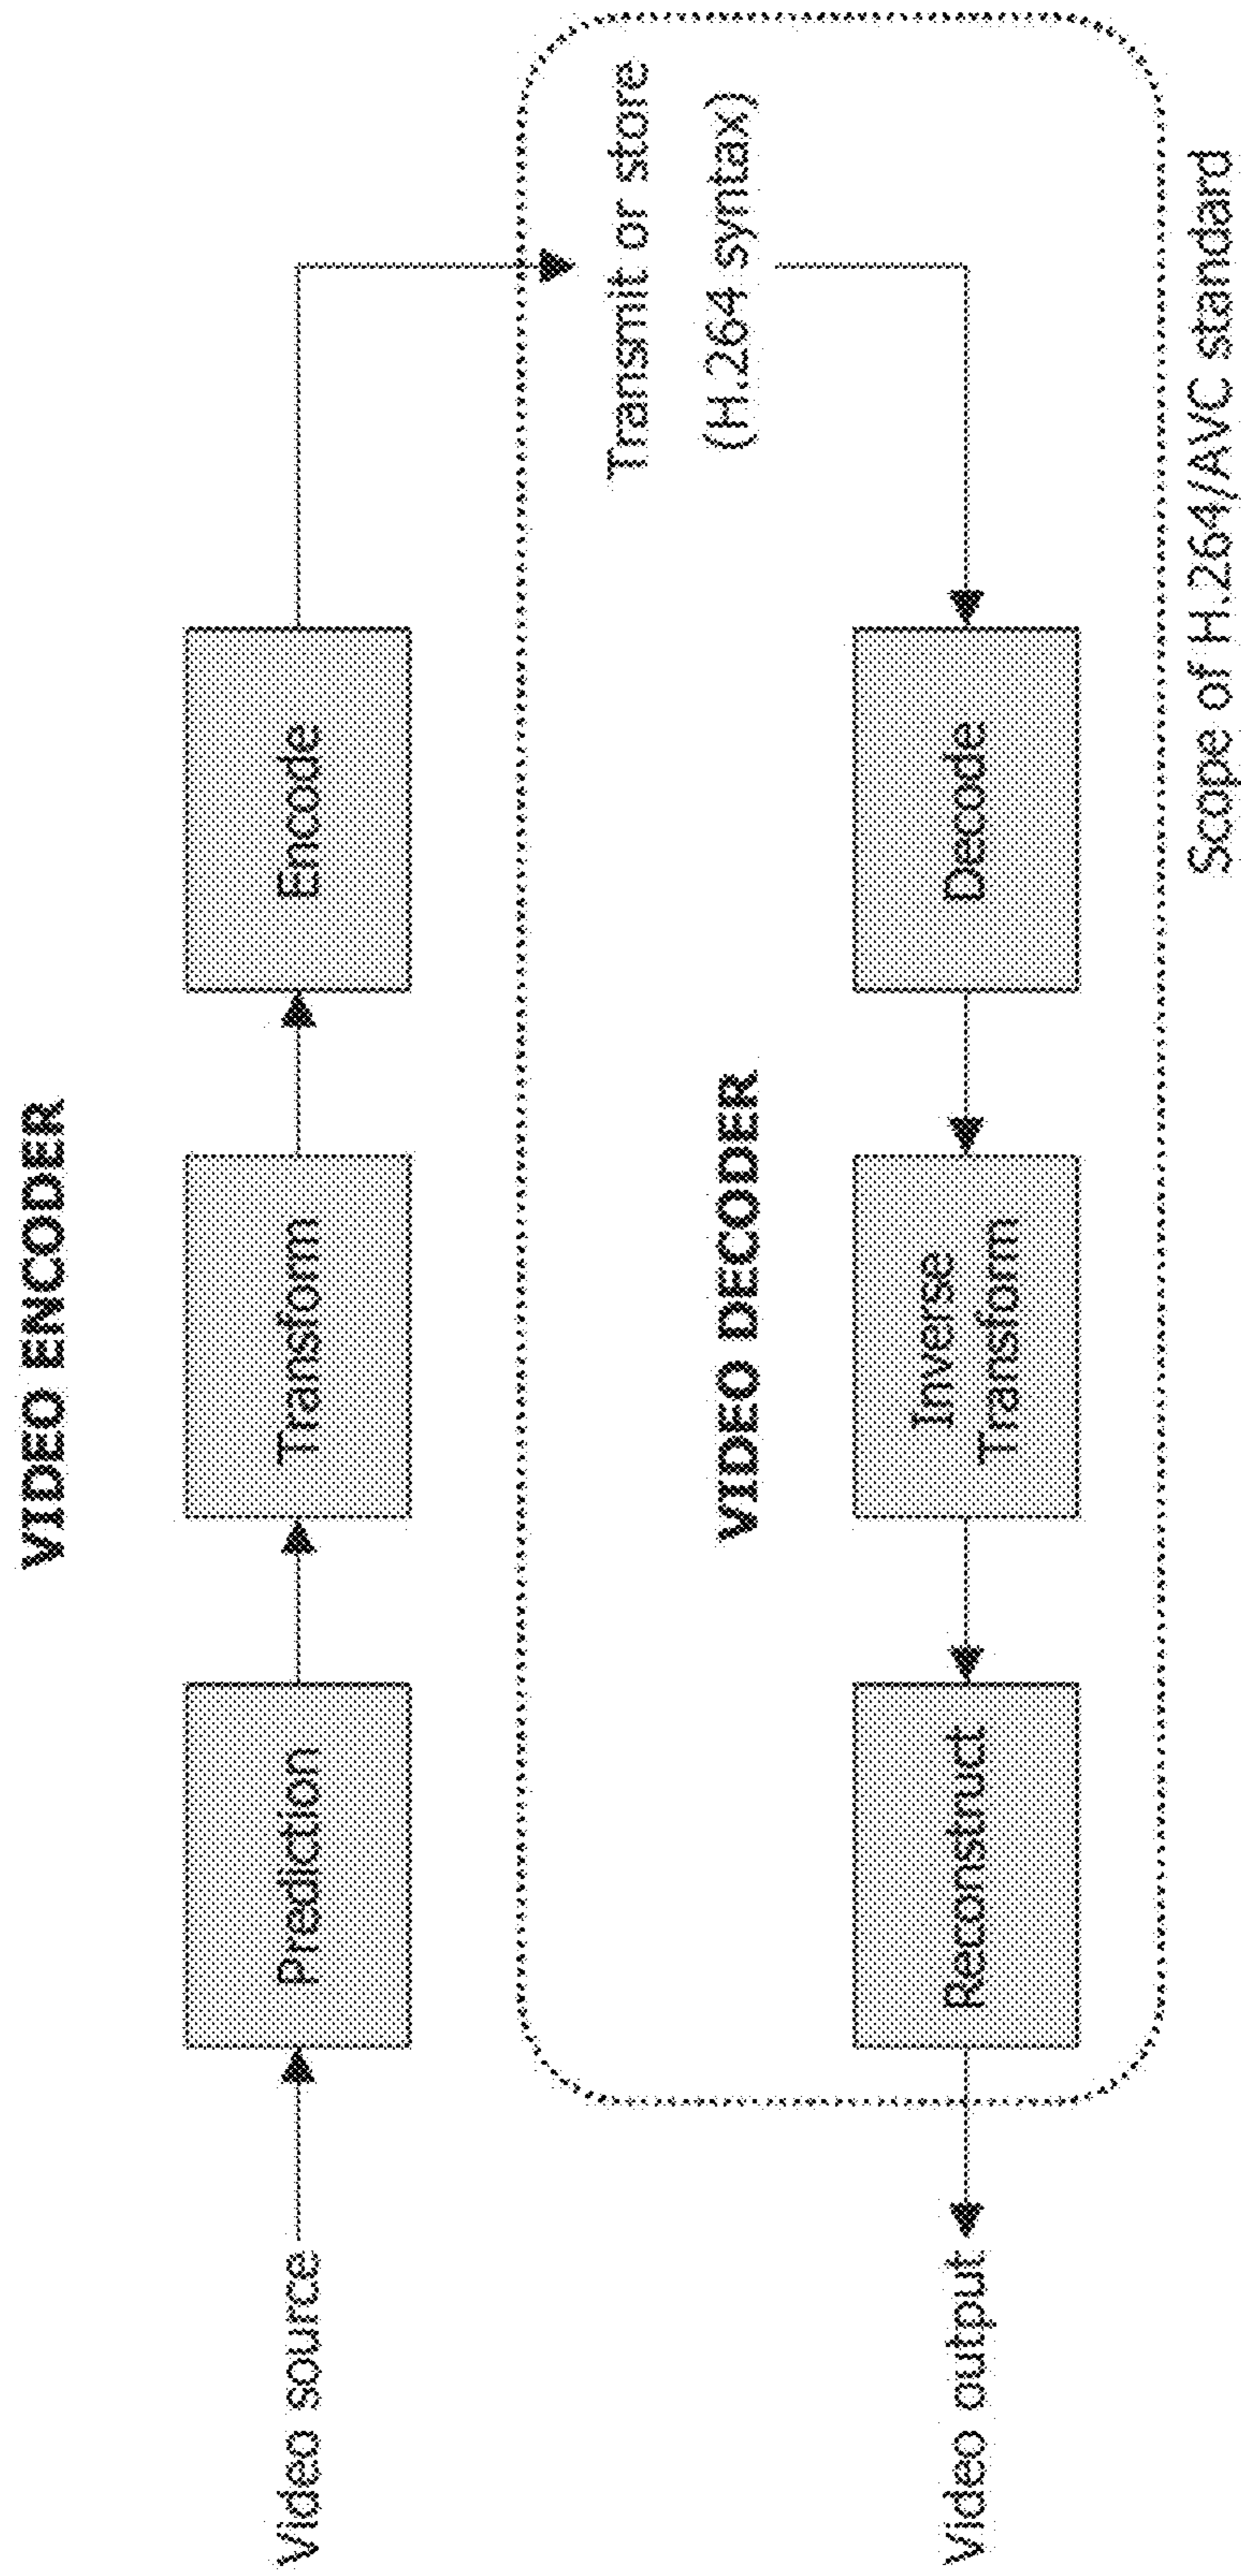 VIDEO ENCODER
Video source
Prediction
Transform
Encode
Transmit or store
(H.264 syntax)
VIDEO DECODER
Video output
Reconstruct
Inverse
Transform
Decode
Scope of H.264/AVC standard